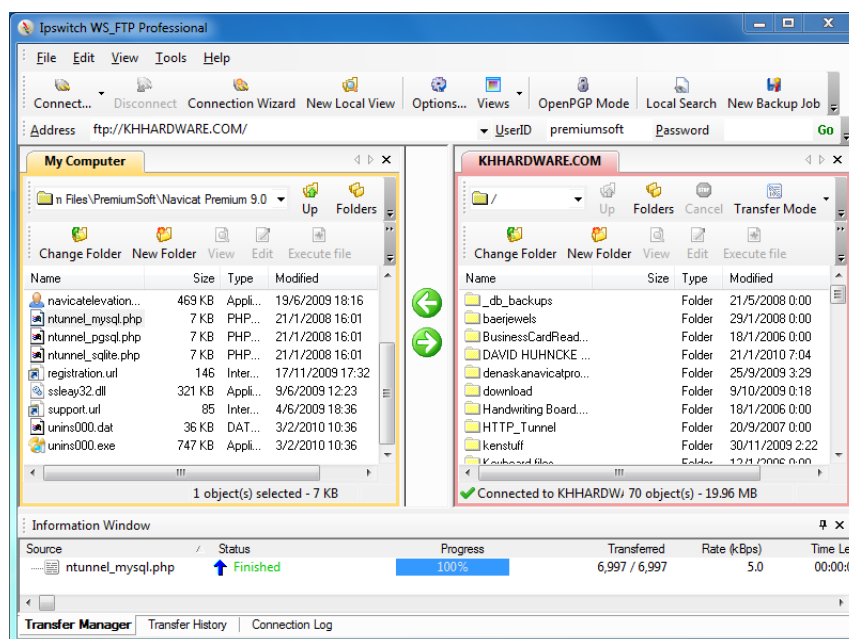 Ipswitch WS_FTP Professional
File Edit View Tools Help
Connect... Disconnect Connection Wizard New Local View Options... Views OpenPGP Mode Local Search New Backup Job
Address ftp://KHHARDWARE.COM/ UserID premiumsoft Password Go
My Computer
n Files\PremiumSoft\Navicat Premium 9.0 Up Folders
Change Folder New Folder View Edit Execute file
Name Size Type Modified
navicatelevation... 469 KB Appli... 19/6/2009 18:16
ntunnel_mysql.php 7 KB PHP... 21/1/2008 16:01
ntunnel_pgsql.php 7 KB PHP... 21/1/2008 16:01
ntunnel_sqlite.php 7 KB PHP... 21/1/2008 16:01
registration.url 146 Inter... 17/11/2009 17:32
ssleay32.dll 321 KB Appli... 9/6/2009 12:23
support.url 85 Inter... 4/6/2009 18:36
unins000.dat 36 KB DAT... 3/2/2010 10:36
unins000.exe 747 KB Appli... 3/2/2010 10:36
1 object(s) selected - 7 KB
KHHARDWARE.COM
/ Up Folders Cancel Transfer Mode
Change Folder New Folder View Edit Execute file
Name Size Type Modified
_db_backups Folder 21/5/2008 0:00
baerjewels Folder 29/1/2008 0:00
BusinessCardRead... Folder 18/1/2006 0:00
DAVID HUHNCKE ... Folder 21/1/2010 7:04
denaskanavicatpro... Folder 25/9/2009 3:29
download Folder 9/10/2009 0:18
Handwriting Board.... Folder 18/1/2006 0:00
HTTP_Tunnel Folder 20/9/2007 0:00
kenstuff Folder 30/11/2009 2:22
Keyboard files Folder 12/1/2006 0:00
Connected to KHHARDW 70 object(s) - 19.96 MB
Information Window
Source Status Progress Transferred Rate (kBps) Time Le
ntunnel_mysql.php Finished 100% 6,997 / 6,997 5.0 00:00:
Transfer Manager Transfer History Connection Log